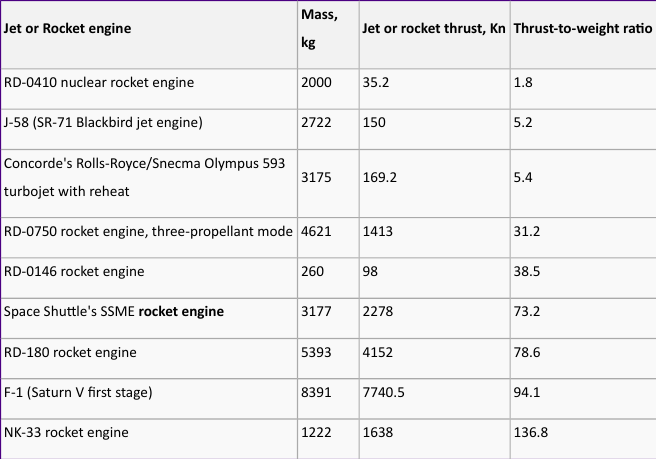 Jet or Rocket engine Mass, kg Jet or rocket thrust, Kn Thrust-to-weight ratio
RD-0410 nuclear rocket engine 2000 35.2 1.8
J-58 (SR-71 Blackbird jet engine) 2722 150 5.2
Concorde's Rolls-Royce/Snecma Olympus 593
turbojet with reheat 3175 169.2 5.4
RD-0750 rocket engine, three-propellant mode 4621 1413 31.2
RD-0146 rocket engine 260 98 38.5
Space Shuttle's SSME rocket engine 3177 2278 73.2
RD-180 rocket engine 5393 4152 78.6
F-1 (Saturn V first stage) 8391 7740.5 94.1
NK-33 rocket engine 1222 1638 136.8